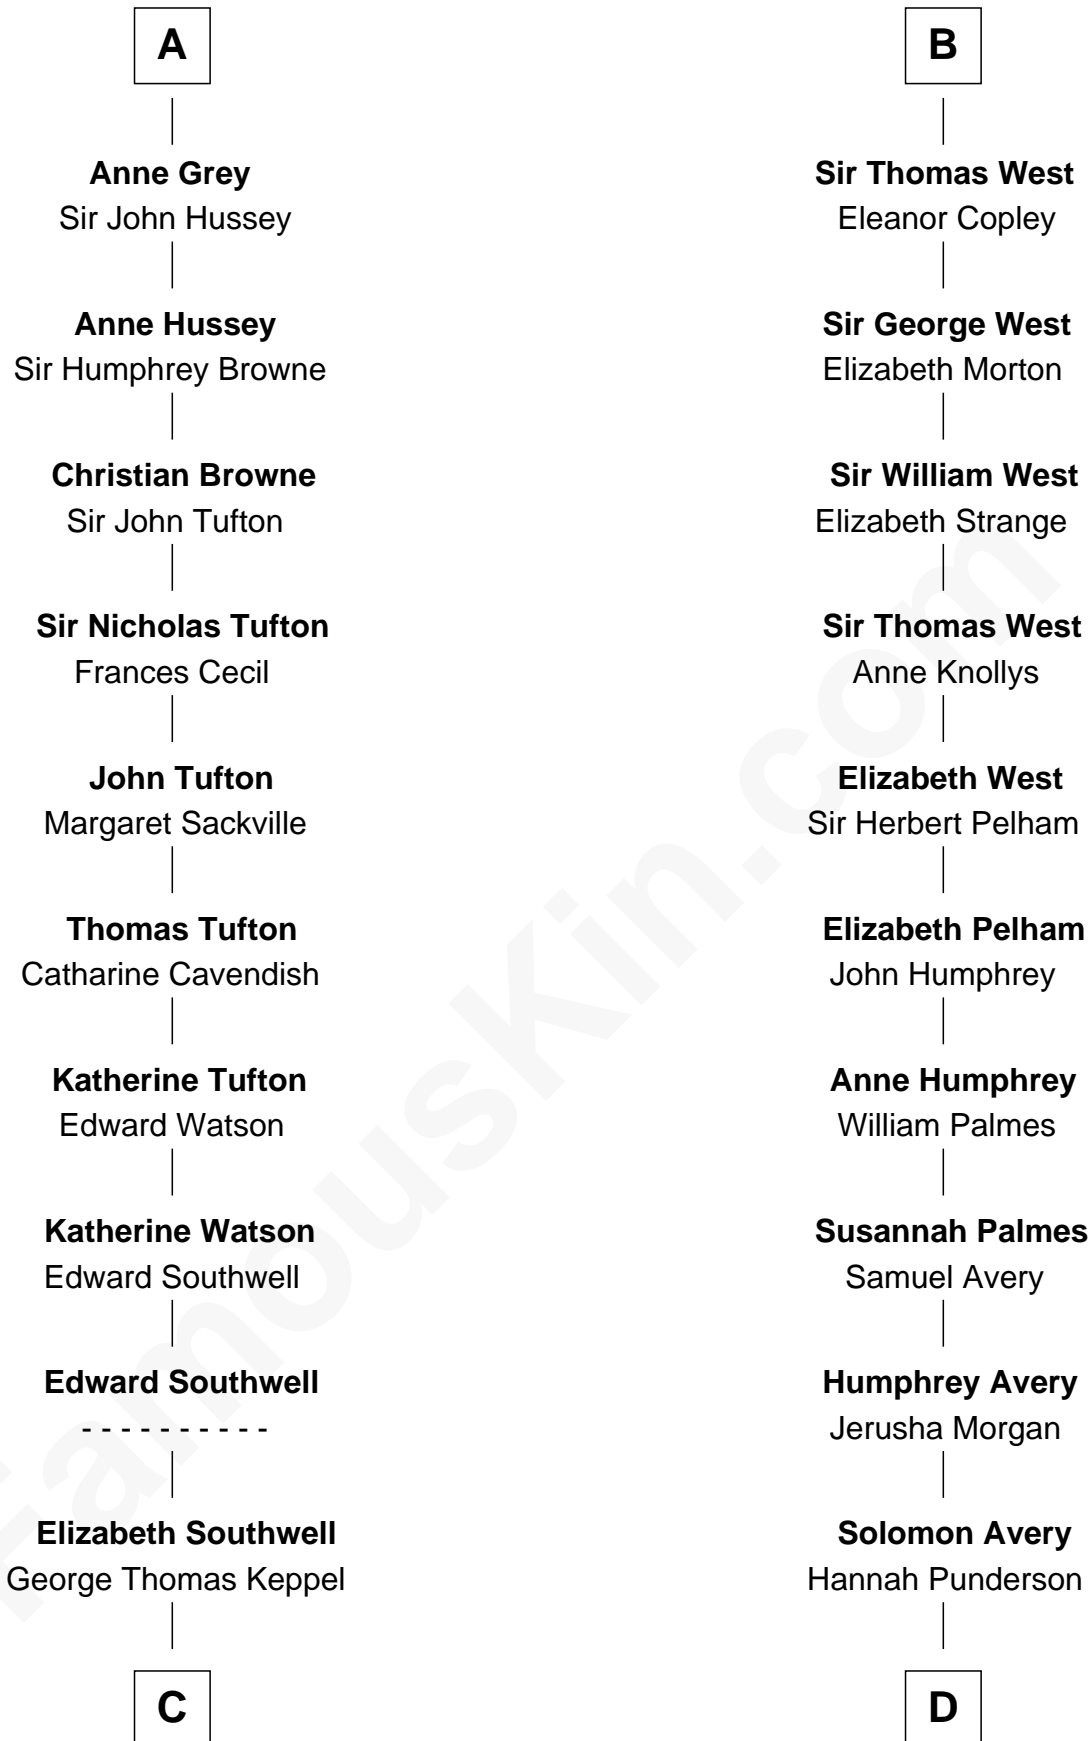 A
Anne Grey
Sir John Hussey
Anne Hussey
Sir Humphrey Browne
Christian Browne
Sir John Tufton
Sir Nicholas Tufton
Frances Cecil
John Tufton
Margaret Sackville
Thomas Tufton
Catharine Cavendish
Katherine Tufton
Edward Watson
Katherine Watson
Edward Southwell
Edward Southwell
- - - - - - - - - -
Elizabeth Southwell
George Thomas Keppel
C
B
Sir Thomas West
Eleanor Copley
Sir George West
Elizabeth Morton
Sir William West
Elizabeth Strange
Sir Thomas West
Anne Knollys
Elizabeth West
Sir Herbert Pelham
Elizabeth Pelham
John Humphrey
Anne Humphrey
William Palmes
Susannah Palmes
Samuel Avery
Humphrey Avery
Jerusha Morgan
Solomon Avery
Hannah Punderson
D
FamousKin.com